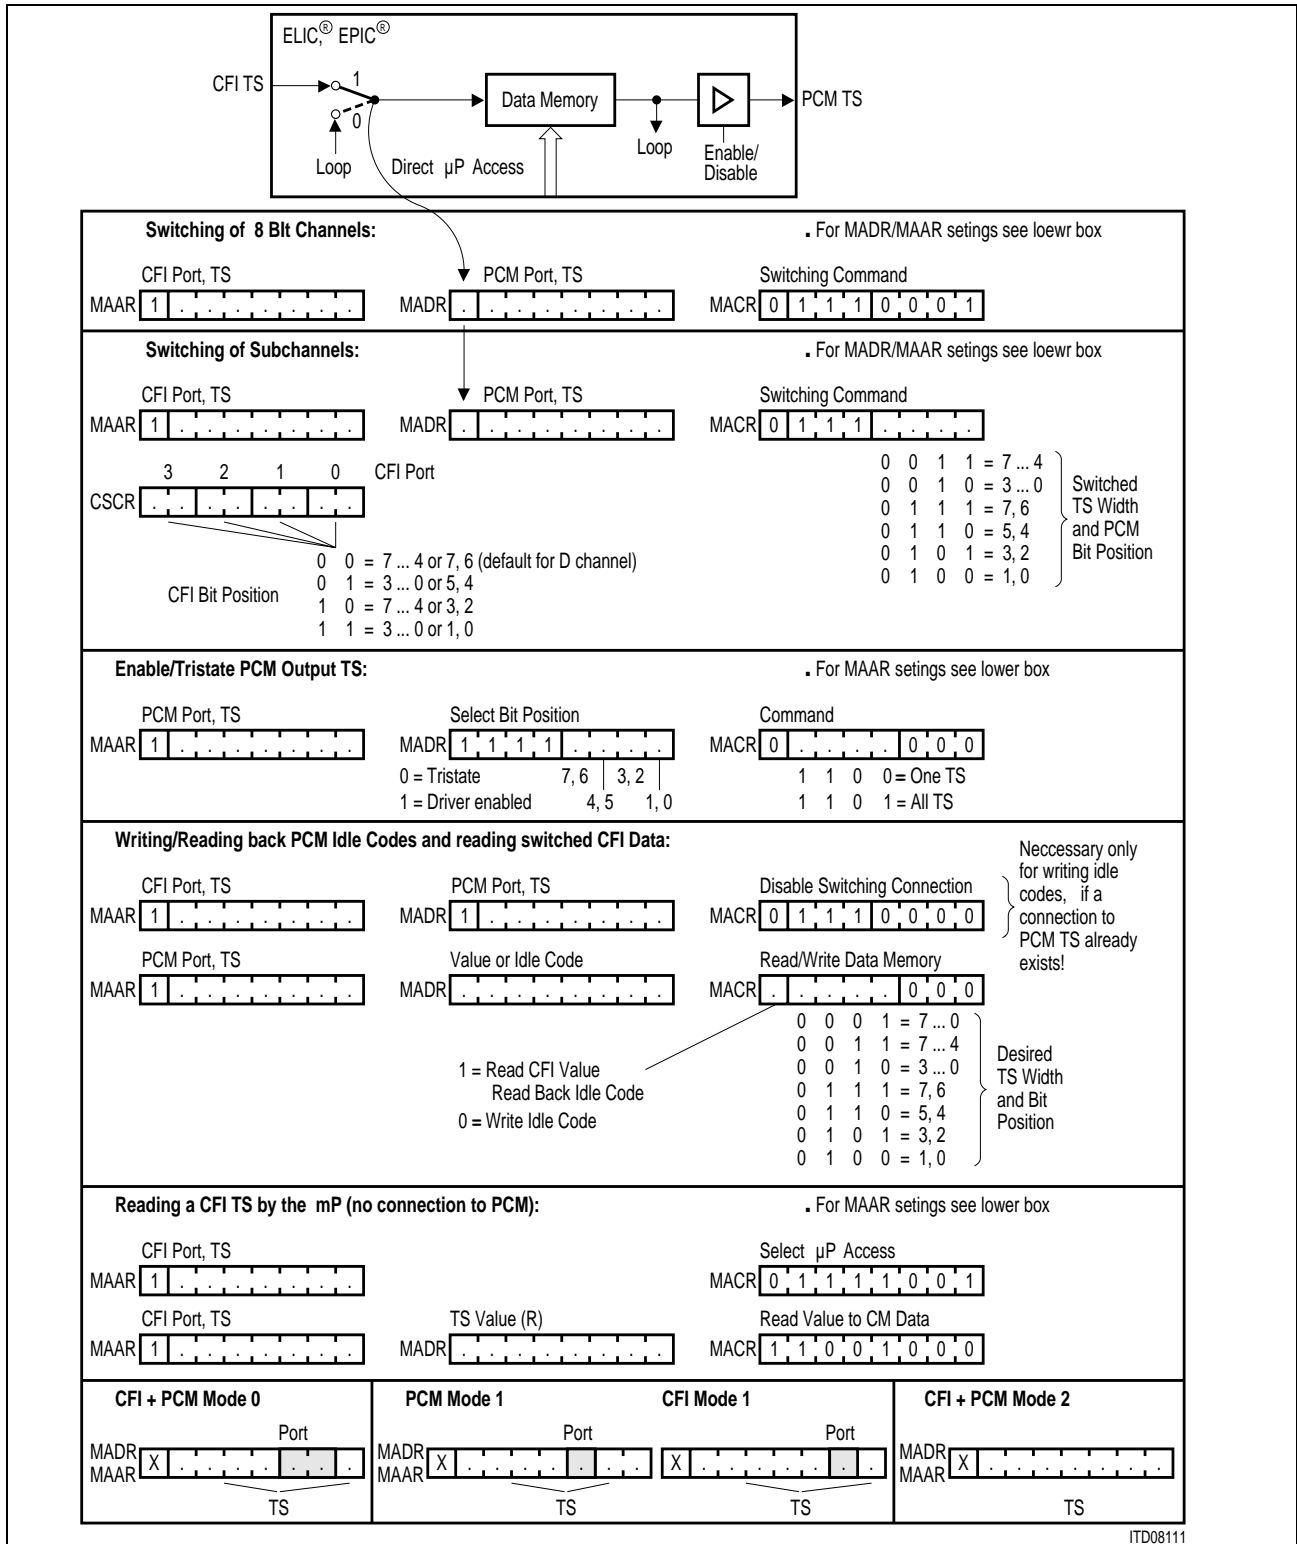 ELIC,® EPIC®
CFI TS
1
0
Data Memory
PCM TS
Loop
Direct µP Access
Loop
Enable/
Disable
Switching of 8 BIt Channels:
. For MADR/MAAR setings see loewr box
CFI Port, TS
PCM Port, TS
Switching Command
MAAR 1 . . . . . . .
MADR . . . . . . . .
MACR 0 1 1 1 0 0 0 1
Switching of Subchannels:
. For MADR/MAAR setings see loewr box
CFI Port, TS
PCM Port, TS
Switching Command
MAAR 1 . . . . . . .
MADR . . . . . . . .
MACR 0 1 1 1 . . . .
3 2 1 0 CFI Port
CSCR . . . . . . . .
0 0 1 1 = 7 ... 4
0 0 1 0 = 3 ... 0
0 1 1 1 = 7, 6
0 1 1 0 = 5, 4
0 1 0 1 = 3, 2
0 1 0 0 = 1, 0
Switched
TS Width
and PCM
Bit Position
CFI Bit Position
0 0 = 7 ... 4 or 7, 6 (default for D channel)
0 1 = 3 ... 0 or 5, 4
1 0 = 7 ... 4 or 3, 2
1 1 = 3 ... 0 or 1, 0
Enable/Tristate PCM Output TS:
. For MAAR setings see lower box
PCM Port, TS
Select Bit Position
Command
MAAR 1 . . . . . . .
MADR 1 1 1 1 . . . .
MACR 0 . . . . 0 0 0
0 = Tristate
7, 6 3, 2
1 1 0 0 = One TS
1 = Driver enabled
4, 5 1, 0
1 1 0 1 = All TS
Writing/Reading back PCM Idle Codes and reading switched CFI Data:
CFI Port, TS
PCM Port, TS
Disable Switching Connection
MAAR 1 . . . . . . .
MADR 1 . . . . . . .
MACR 0 1 1 1 0 0 0 0
Neccessary only
for writing idle
codes, if a
connection to
PCM TS already
exists!
PCM Port, TS
Value or Idle Code
Read/Write Data Memory
MAAR 1 . . . . . . .
MADR . . . . . . . .
MACR . . . . . 0 0 0
1 = Read CFI Value
Read Back Idle Code
0 = Write Idle Code
0 0 0 1 = 7 ... 0
0 0 1 1 = 7 ... 4
0 0 1 0 = 3 ... 0
0 1 1 1 = 7, 6
0 1 1 0 = 5, 4
0 1 0 1 = 3, 2
0 1 0 0 = 1, 0
Desired
TS Width
and Bit
Position
Reading a CFI TS by the mP (no connection to PCM):
. For MAAR setings see lower box
CFI Port, TS
Select µP Access
MAAR 1 . . . . . . .
MACR 0 1 1 1 1 0 0 1
CFI Port, TS
TS Value (R)
Read Value to CM Data
MAAR 1 . . . . . . .
MADR . . . . . . . .
MACR 1 1 0 0 1 0 0 0
CFI + PCM Mode 0
Port
MADR
MAAR
X . . . . . . .
TS
PCM Mode 1
Port
MADR
MAAR
X . . . . . . .
TS
CFI Mode 1
Port
X . . . . . . .
TS
CFI + PCM Mode 2
MADR
MAAR
X . . . . . . .
TS
ITD08111